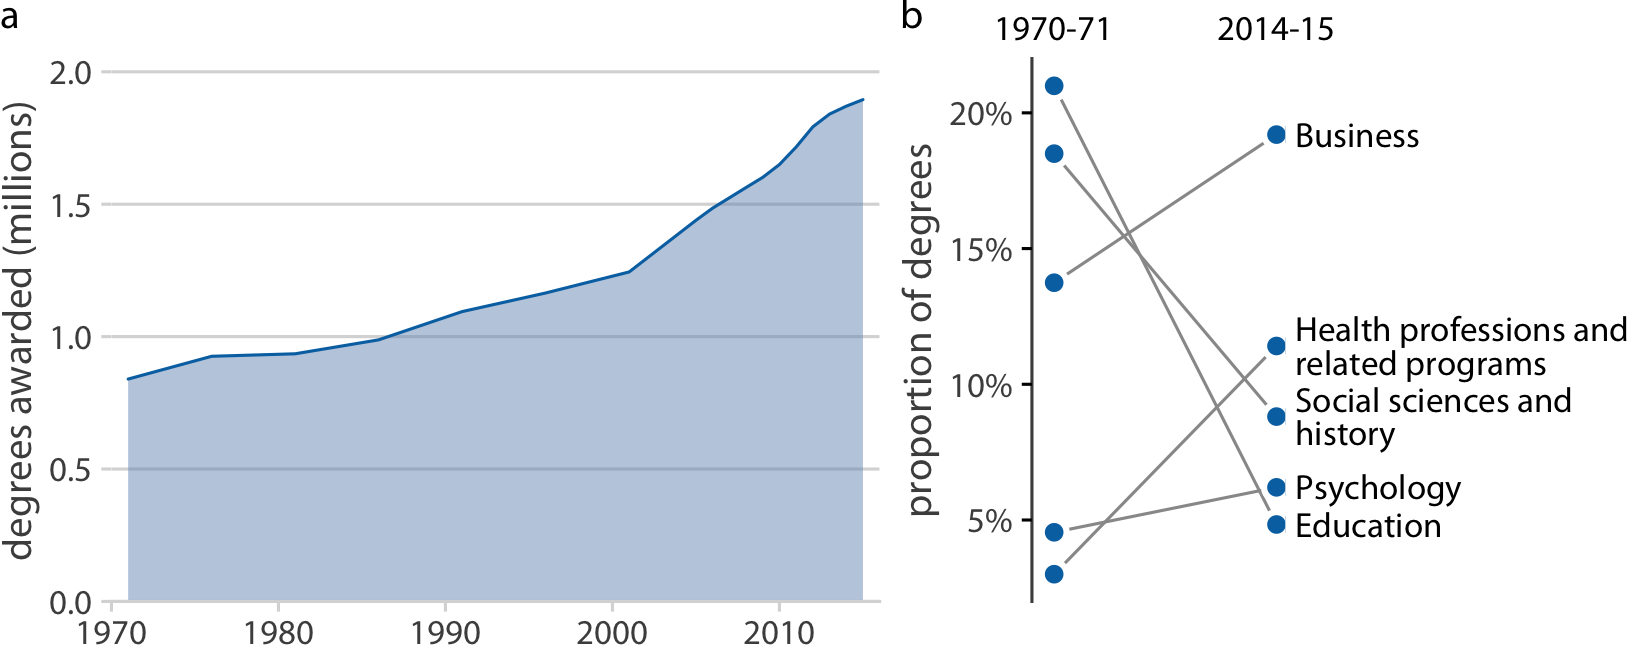 a
degrees awarded (millions)
2.0
1.5
1.0
0.5
0.0
1970
1980
1990
2000
2010
b
1970-71
2014-15
proportion of degrees
20%
15%
10%
5%
Business
Health professions and
related programs
Social sciences and
history
Psychology
Education